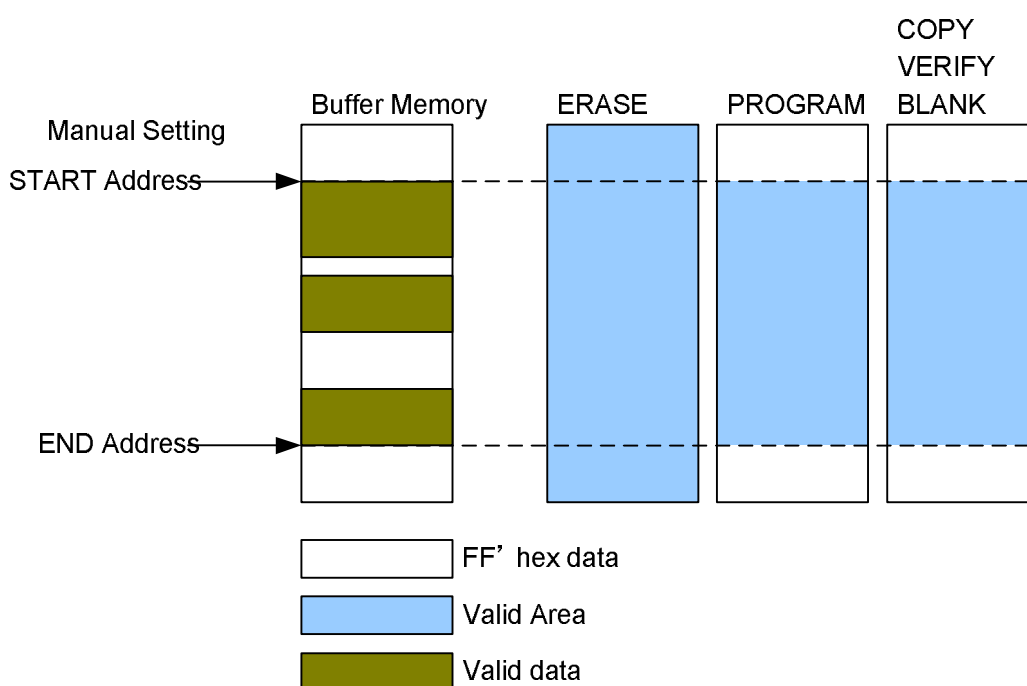 COPY
VERIFY
BLANK
Buffer Memory
ERASE
PROGRAM
Manual Setting
START Address
END Address
FF’ hex data
Valid Area
Valid data